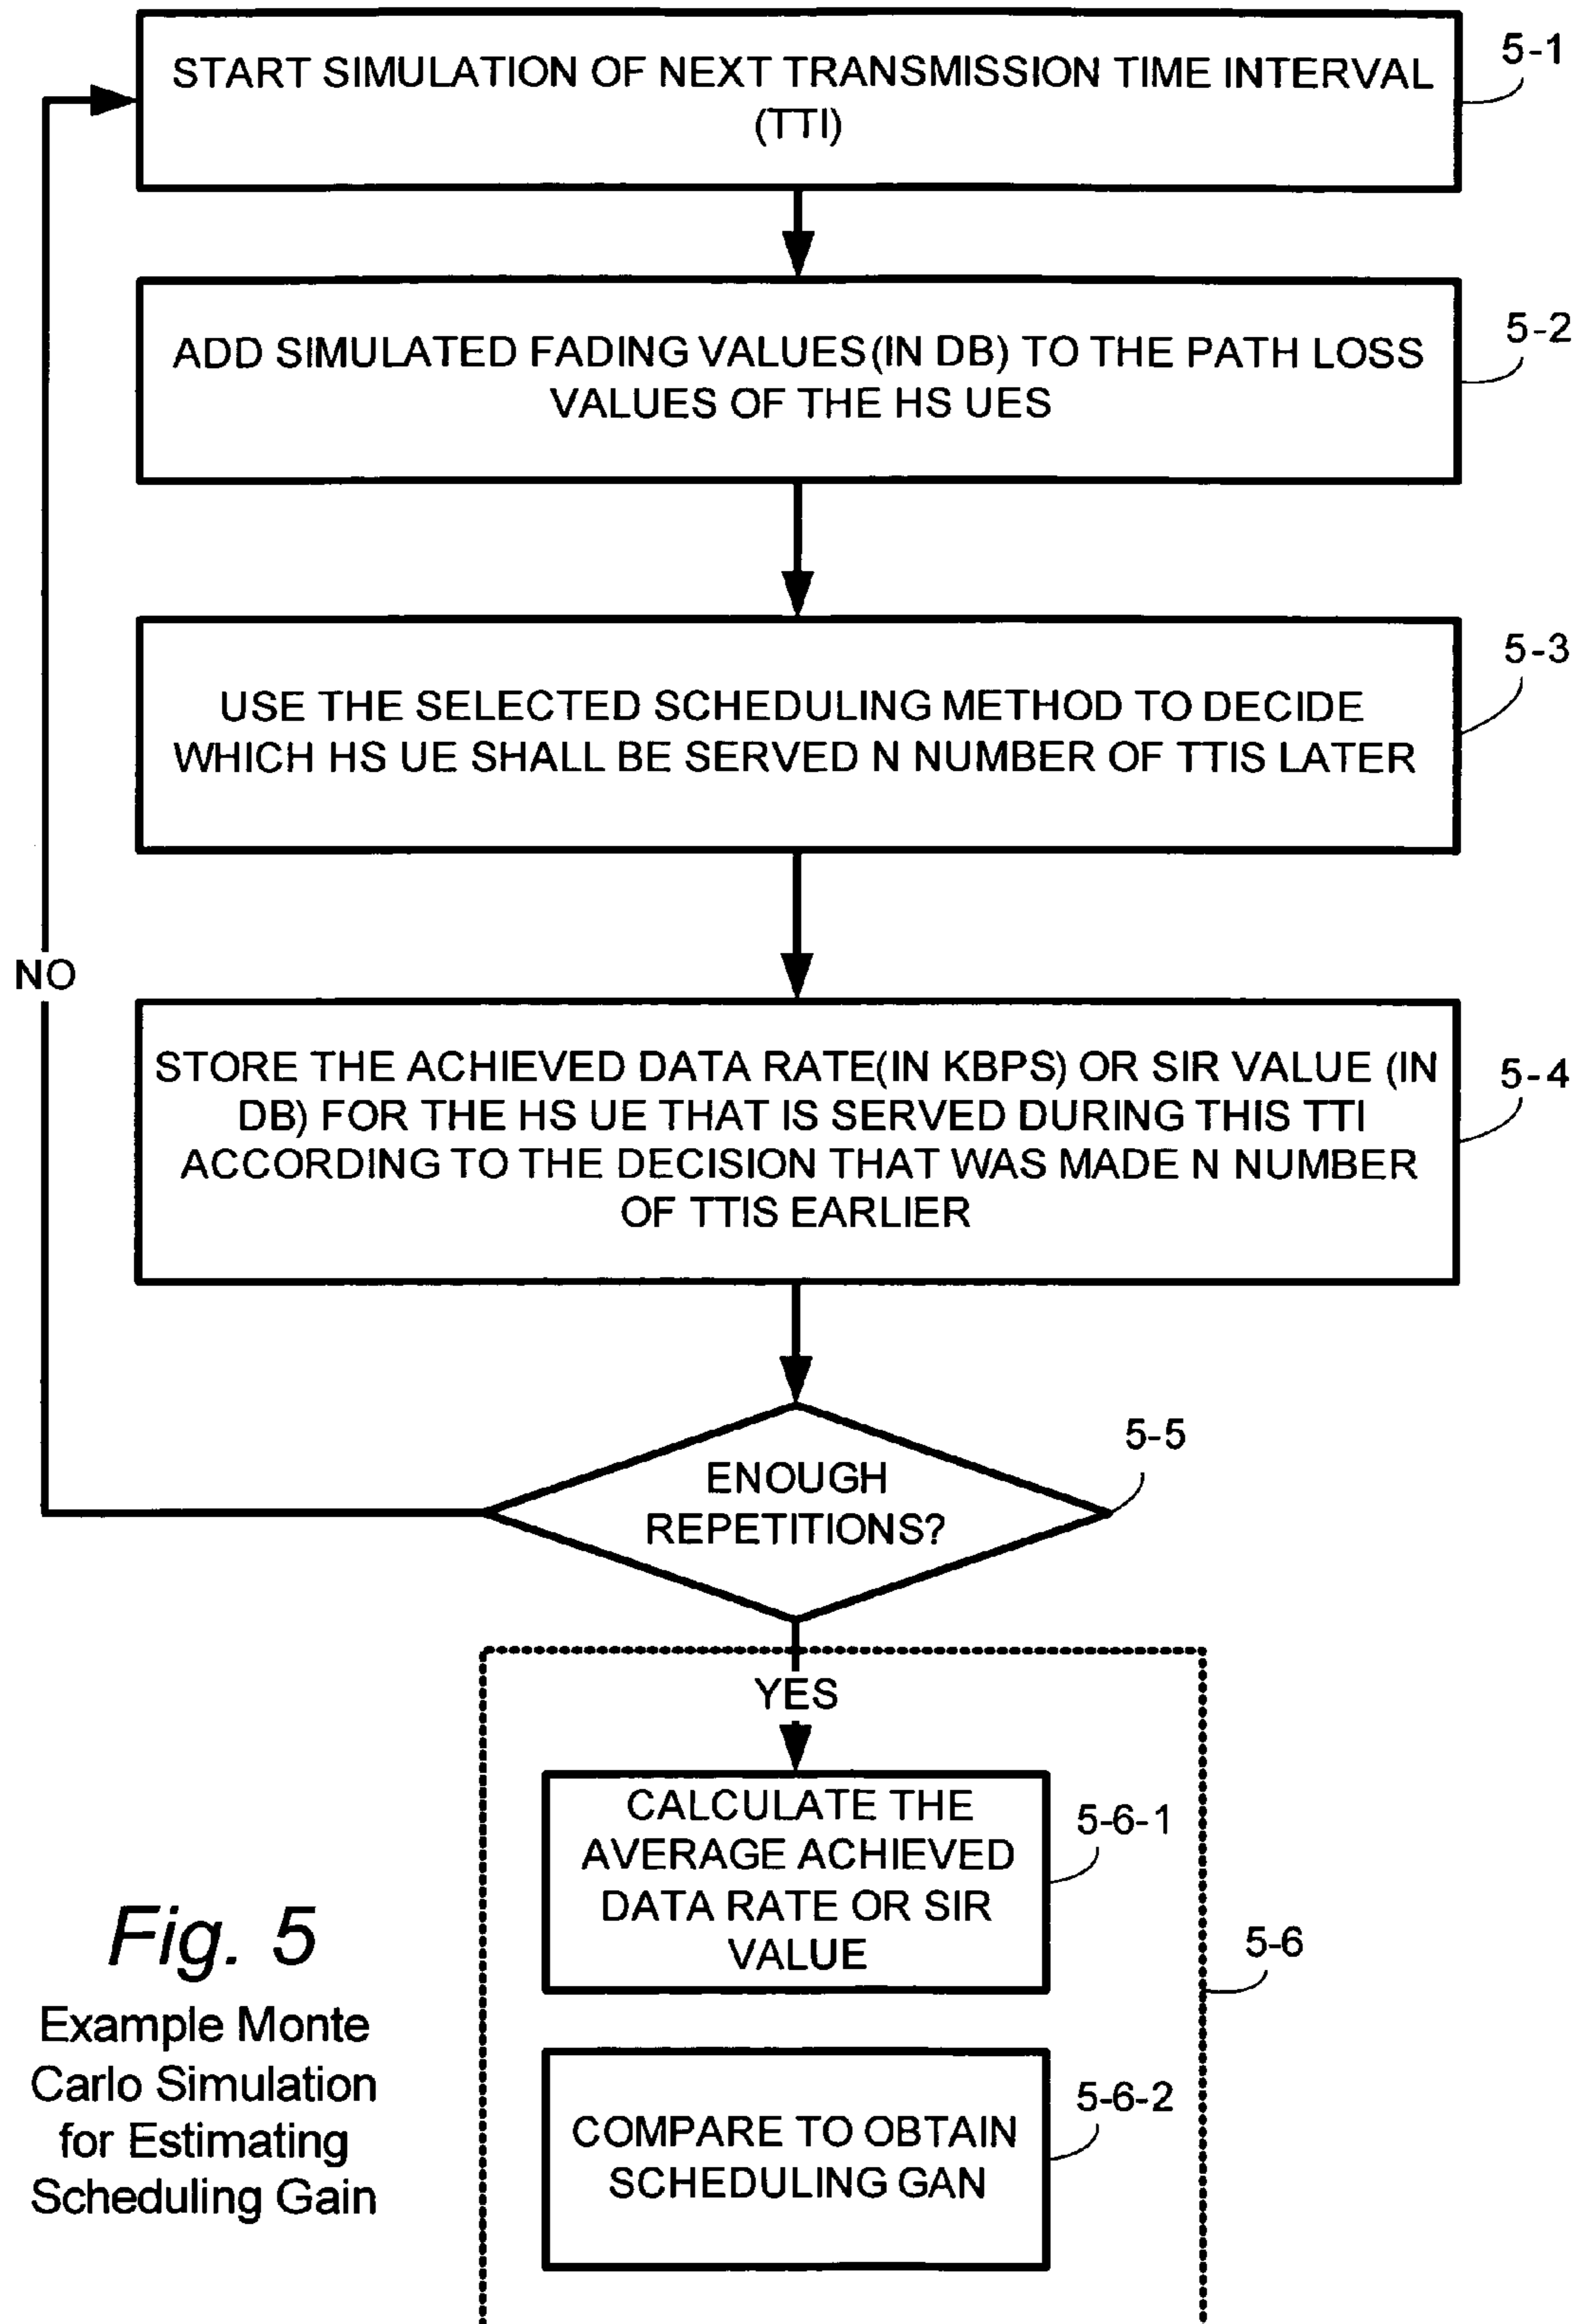 START SIMULATION OF NEXT TRANSMISSION TIME INTERVAL
(TTI)
5-1
ADD SIMULATED FADING VALUES(IN DB) TO THE PATH LOSS
VALUES OF THE HS UES
5-2
USE THE SELECTED SCHEDULING METHOD TO DECIDE
WHICH HS UE SHALL BE SERVED N NUMBER OF TTIS LATER
5-3
NO
STORE THE ACHIEVED DATA RATE(IN KBPS) OR SIR VALUE (IN
DB) FOR THE HS UE THAT IS SERVED DURING THIS TTI
ACCORDING TO THE DECISION THAT WAS MADE N NUMBER
OF TTIS EARLIER
5-4
ENOUGH
REPETITIONS?
5-5
YES
CALCULATE THE
AVERAGE ACHIEVED
DATA RATE OR SIR
VALUE
5-6-1
5-6
COMPARE TO OBTAIN
SCHEDULING GAN
5-6-2
Fig. 5
Example Monte
Carlo Simulation
for Estimating
Scheduling Gain